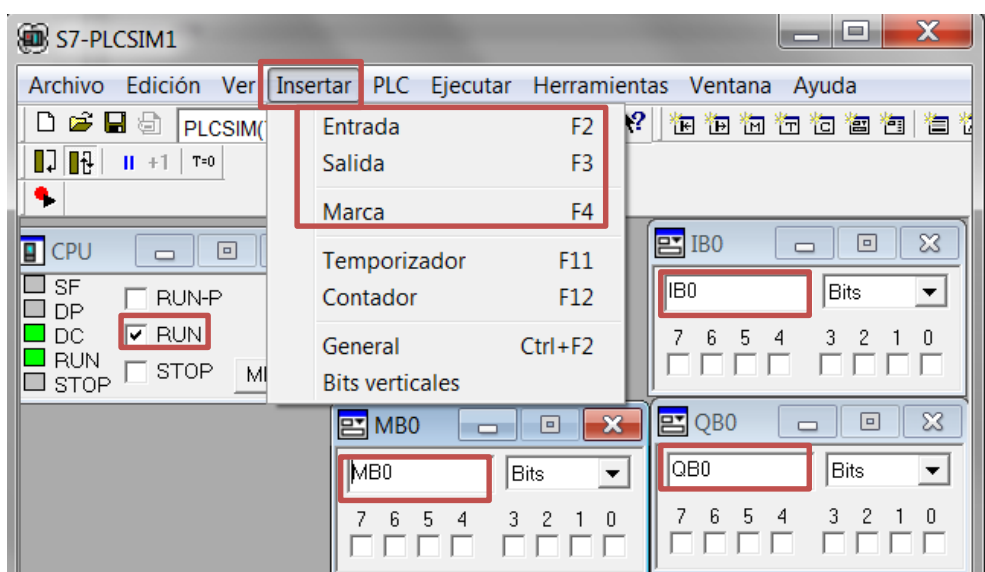 S7-PLCSIM1
Archivo Edición Ver Insertar PLC Ejecutar Herramientas Ventana Ayuda
PLCSIM(
+1 T=0
Entrada F2
Salida F3
Marca F4
Temporizador F11
Contador F12
General Ctrl+F2
Bits verticales
CPU
SF
DP
DC
RUN
STOP
RUN-P
RUN
STOP
IB0
IB0 Bits
7 6 5 4 3 2 1 0
MB0
MB0 Bits
7 6 5 4 3 2 1 0
QB0
QB0 Bits
7 6 5 4 3 2 1 0